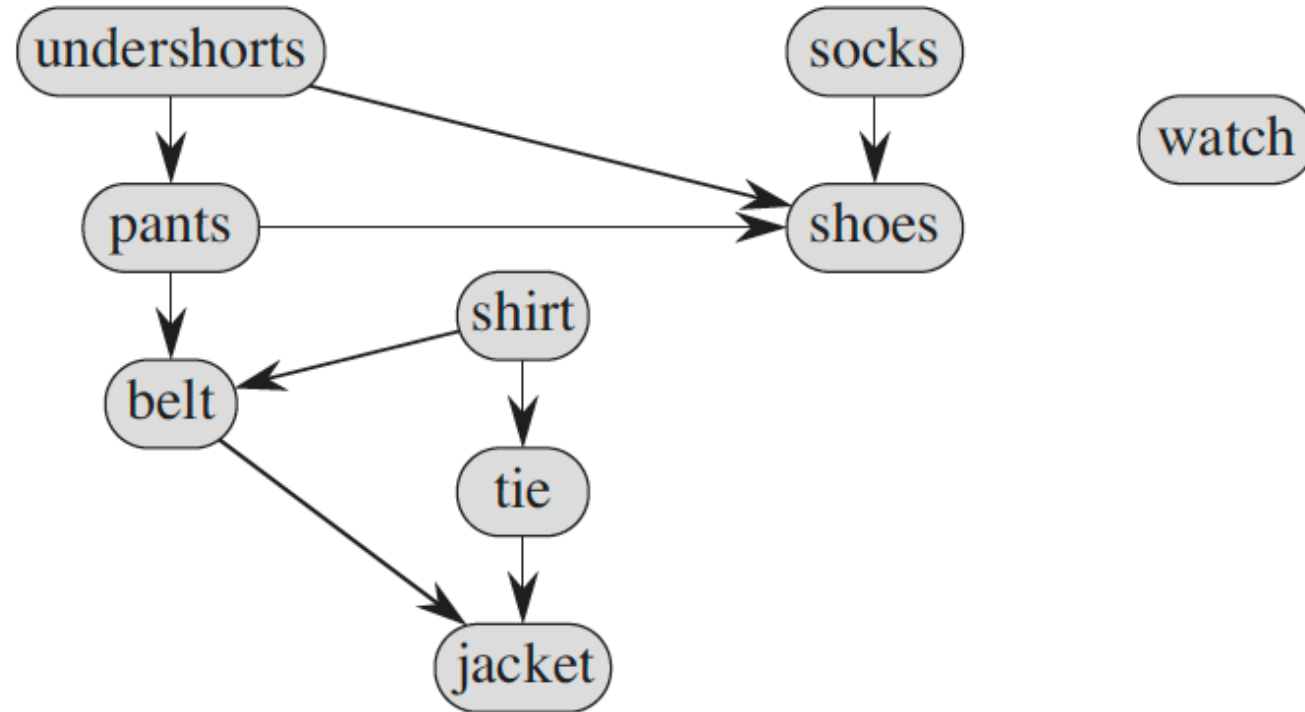 undershorts
socks
watch
pants
shoes
shirt
belt
tie
jacket